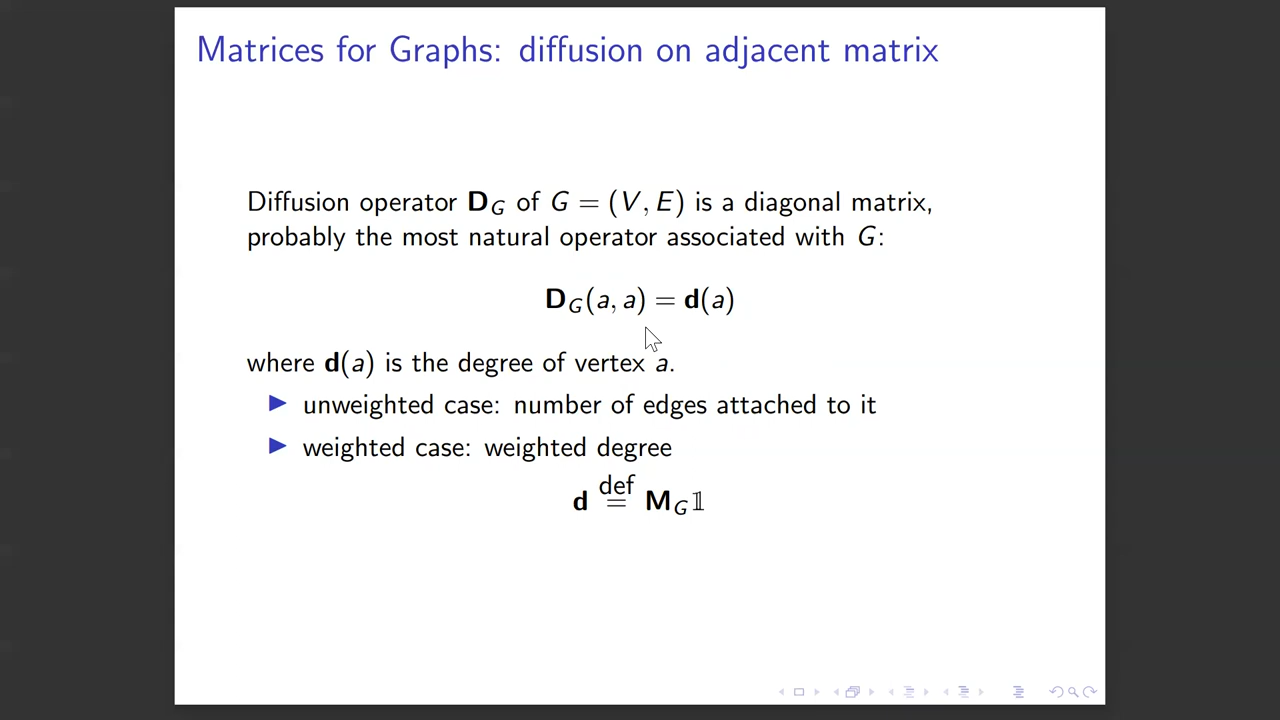 Matrices for Graphs: diffusion on adjacent matrix
Diffusion operator D_G of G = (V, E) is a diagonal matrix,
probably the most natural operator associated with G:
D_G(a, a) = d(a)
where d(a) is the degree of vertex a.
▶ unweighted case: number of edges attached to it
▶ weighted case: weighted degree
d \stackrel{def}{=} M_G 𝟙